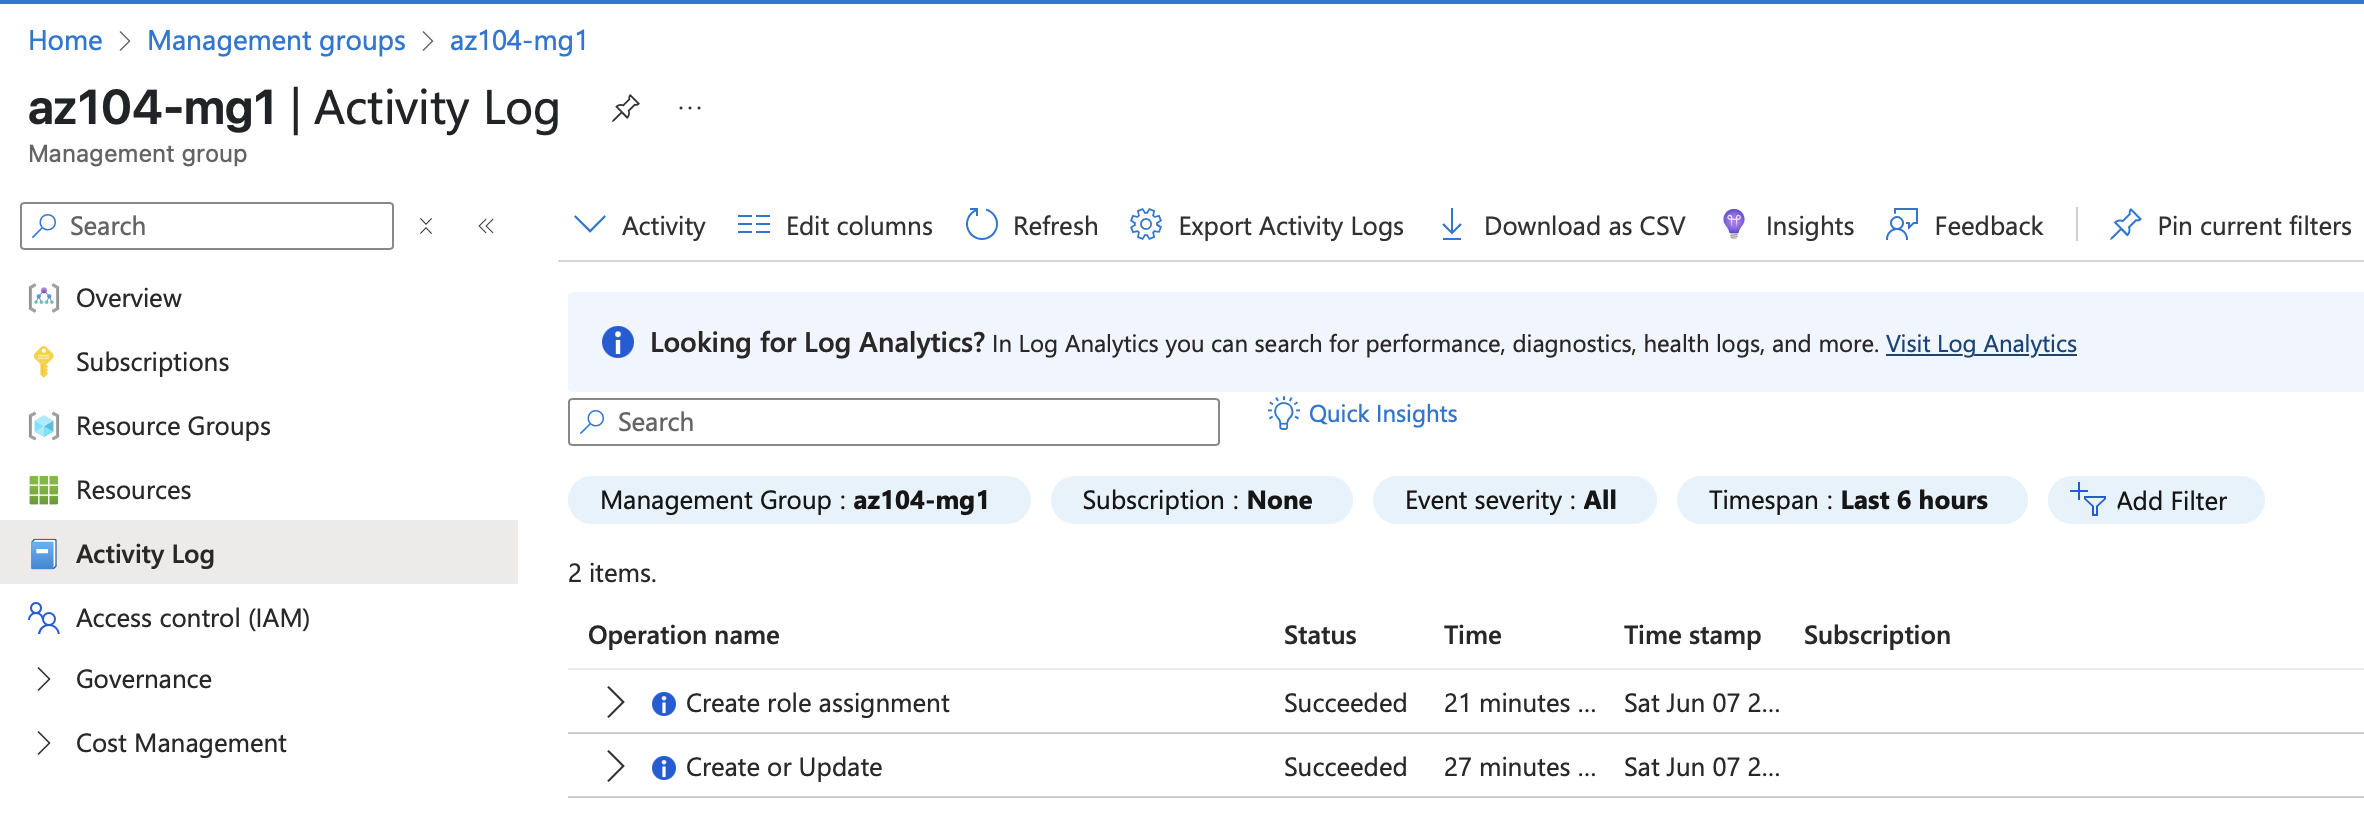 Home > Management groups > az104-mg1
az104-mg1 | Activity Log ...
Management group
Search
Overview
Subscriptions
Resource Groups
Resources
Activity Log
Access control (IAM)
Governance
Cost Management
Activity Edit columns Refresh Export Activity Logs Download as CSV Insights Feedback Pin current filters
Looking for Log Analytics? In Log Analytics you can search for performance, diagnostics, health logs, and more. Visit Log Analytics
Search Quick Insights
Management Group : az104-mg1 Subscription : None Event severity : All Timespan : Last 6 hours Add Filter
2 items.
Operation name Status Time Time stamp Subscription
Create role assignment Succeeded 21 minutes ... Sat Jun 07 2...
Create or Update Succeeded 27 minutes ... Sat Jun 07 2...